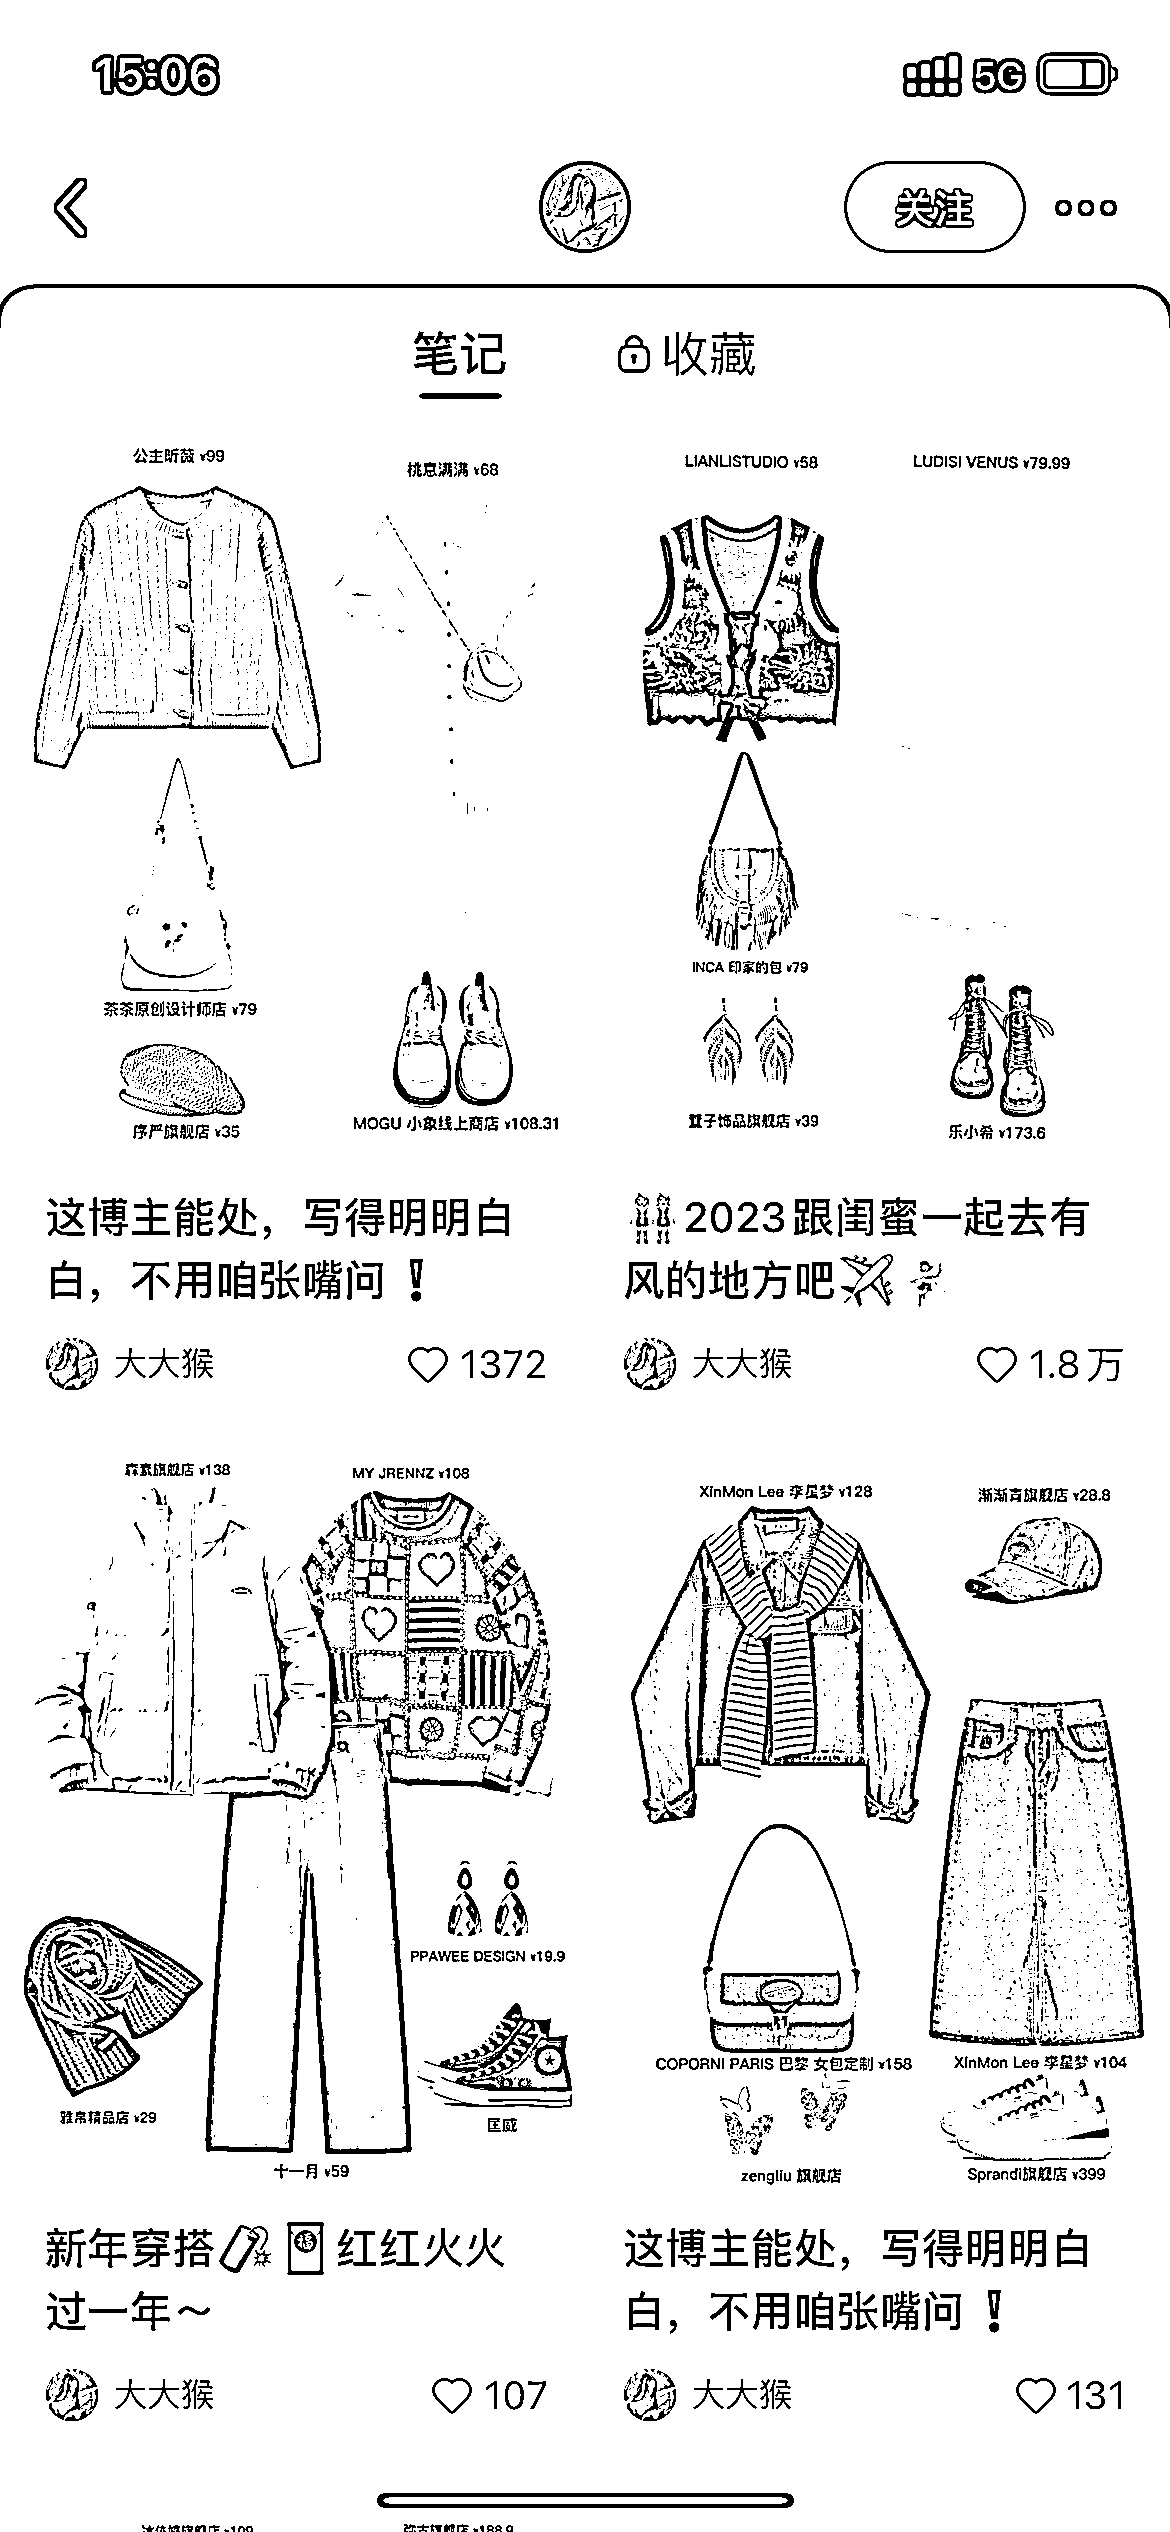 15:06
5G
关注
笔记
收藏
公主昕薇 ¥99
桃息满满 ¥68
LIANLISTUDIO ¥58
LUDISI VENUS ¥79.99
茶茶原创设计师店 ¥79
序严旗舰店 ¥35
MOGU 小象线上商店 ¥108.31
INCA 印家的包 ¥79
子饰品旗舰店 ¥39
乐小希 ¥173.6
这博主能处，写得明明白
白，不用咱张嘴问❗
大大猴
1372
👭2023跟闺蜜一起去有
风的地方吧✈️💃
大大猴
1.8万
旗舰店 ¥138
MY JRENNZ ¥108
PPAWEE DESIGN ¥19.9
雅帛精品店 ¥29
匡威
十一月 ¥59
XinMon Lee 李星梦 ¥128
渐渐青旗舰店 ¥28.8
COPORNI PARIS 巴黎 女包定制 ¥158
XinMon Lee 李星梦 ¥104
zengliu 旗舰店
Sprandi旗舰店 ¥399
新年穿搭🧨🧧红红火火
过一年～
大大猴
107
这博主能处，写得明明白
白，不用咱张嘴问❗
大大猴
131